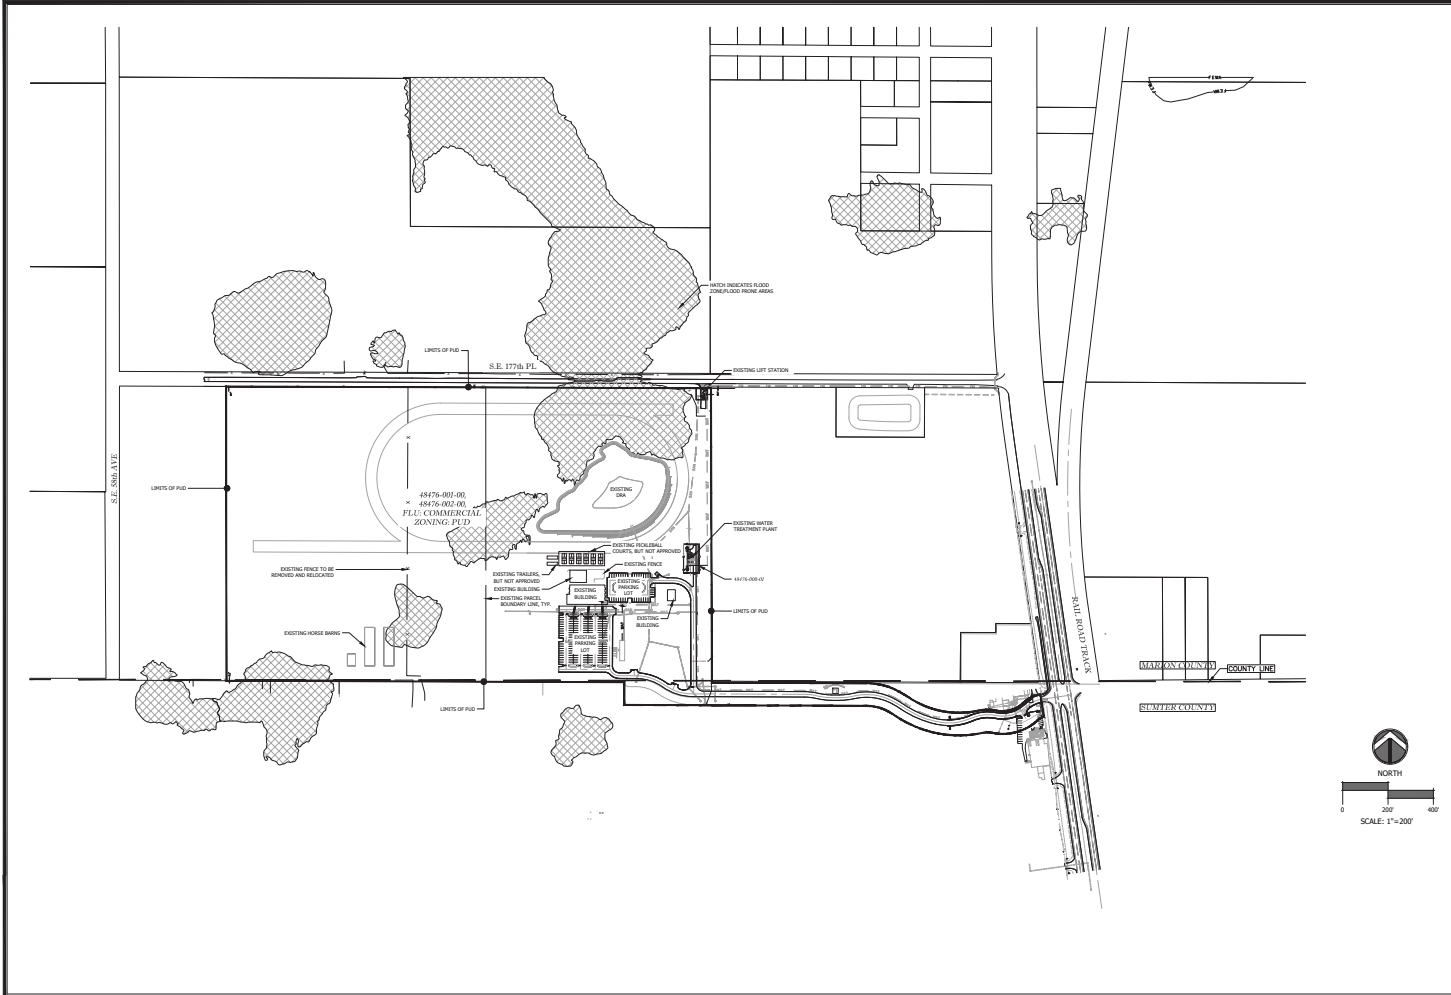 FEMA
HATCH INDICATES FLOOD
ZONE/FLOOD PRONE AREAS
LIMITS OF PUD
S.E. 177th PL
EXISTING LIFT STATION
S.E. 58th AVE
LIMITS OF PUD
48476-001-00,
48476-002-00,
FLU: COMMERCIAL
ZONING: PUD
EXISTING
DRA
EXISTING WATER
TREATMENT PLANT
EXISTING PICKLEBALL
COURTS, BUT NOT APPROVED
EXISTING FENCE
EXISTING FENCE TO BE
REMOVED AND RELOCATED
EXISTING TRAILERS,
BUT NOT APPROVED
EXISTING BUILDING
48476-000-01
EXISTING
PARKING
LOT
EXISTING
BUILDING
EXISTING PARCEL
BOUNDARY LINE, TYP.
LIMITS OF PUD
EXISTING
BUILDING
EXISTING HORSE BARNS
EXISTING
PARKING
LOT
RAIL ROAD TRACK
MARION COUNTY
COUNTY LINE
LIMITS OF PUD
SUMTER COUNTY
NORTH
0 200' 400'
SCALE: 1"=200'